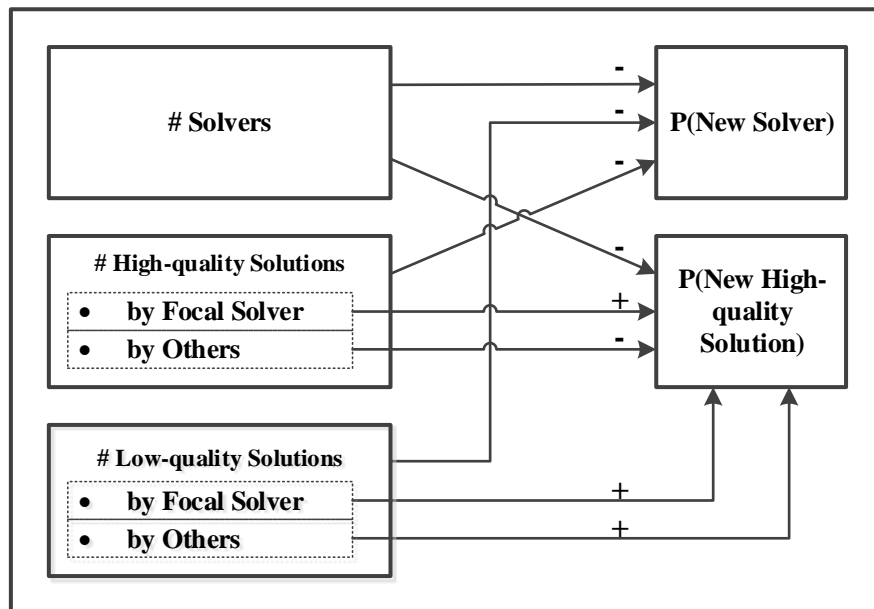 # Solvers
-
-
-
P(New Solver)
# High-quality Solutions
• by Focal Solver
• by Others
-
+
-
P(New High-
quality
Solution)
# Low-quality Solutions
• by Focal Solver
• by Others
+
+